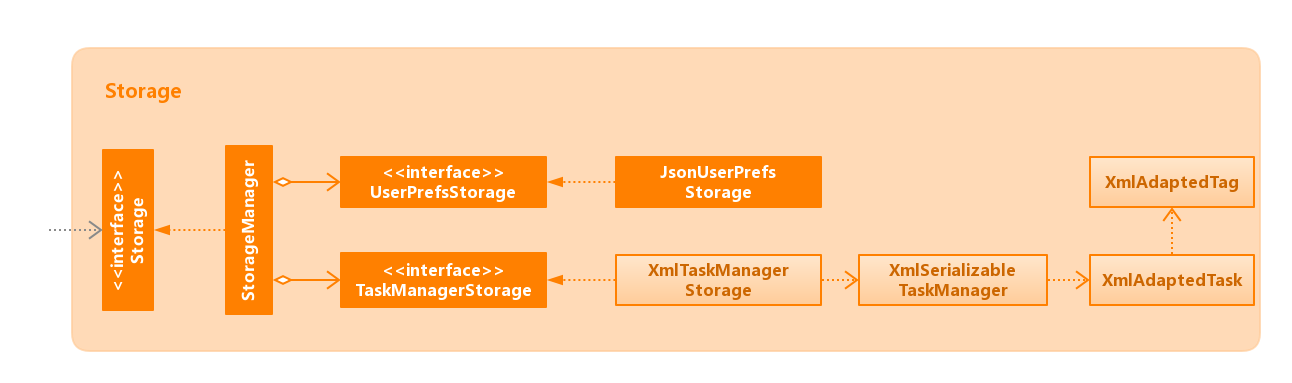 Storage
<<interface>>
Storage
StorageManager
<<interface>>
UserPrefsStorage
JsonUserPrefs
Storage
XmlAdaptedTag
<<interface>>
TaskManagerStorage
XmlTaskManager
Storage
XmlSerializable
TaskManager
XmlAdaptedTask